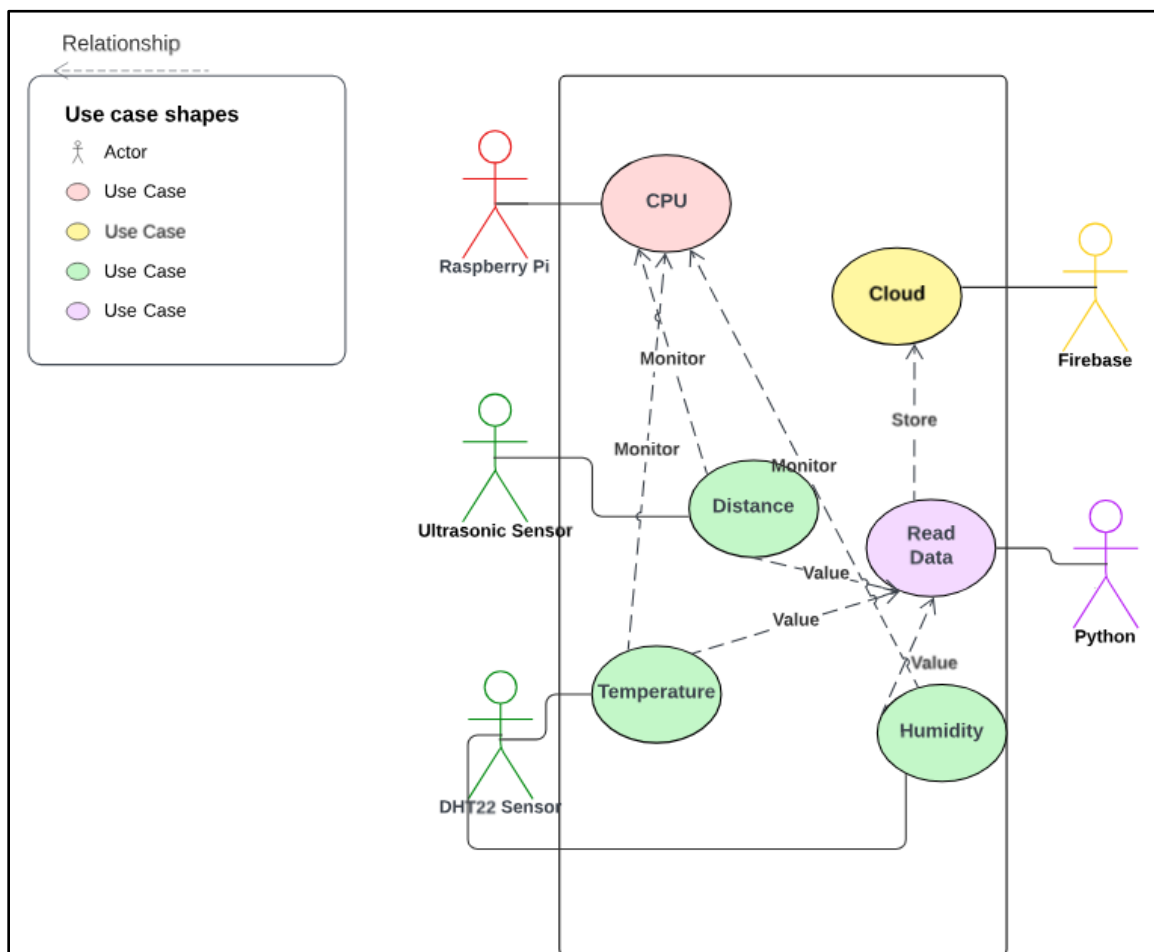 Relationship
Use case shapes
Actor
Use Case
Use Case
Use Case
Use Case
CPU
Raspberry Pi
Cloud
Firebase
Monitor
Store
Monitor
Monitor
Distance
Ultrasonic Sensor
Read
Data
Value
Python
Value
Value
Temperature
Humidity
DHT22 Sensor